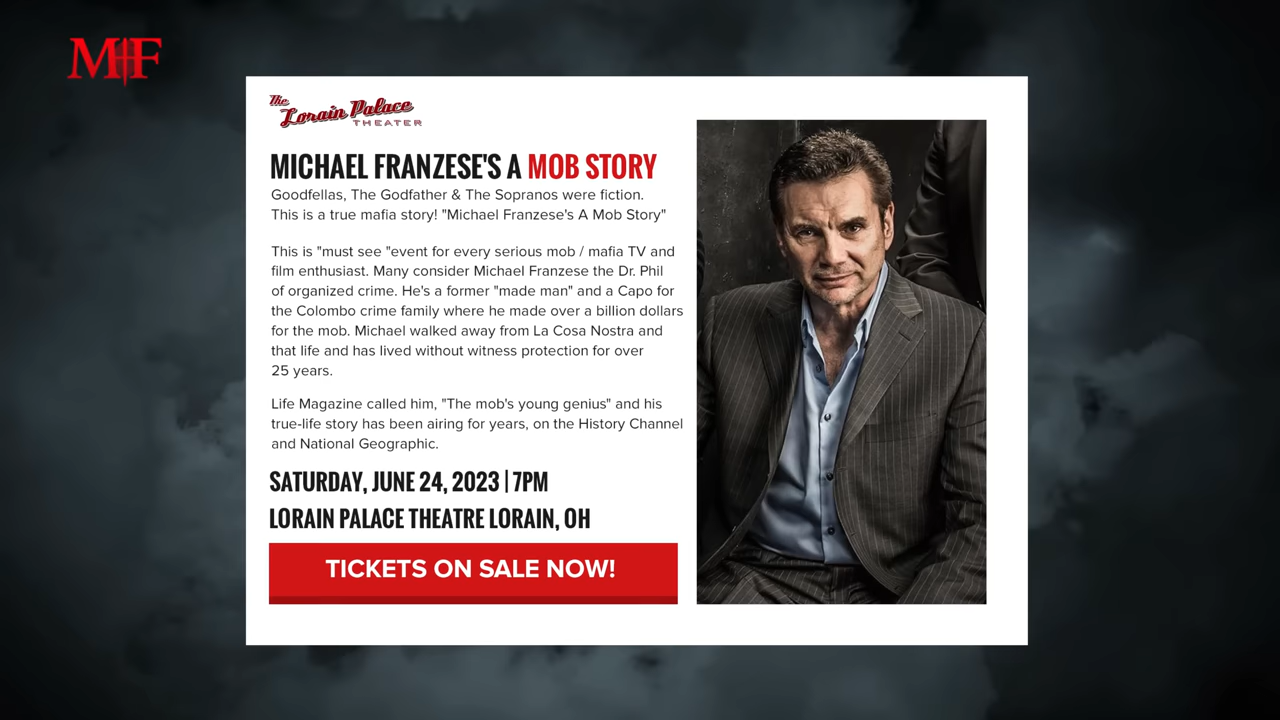 M F
The
Lorain Palace
THEATER
MICHAEL FRANZESE'S A MOB STORY
Goodfellas, The Godfather & The Sopranos were fiction.
This is a true mafia story! "Michael Franzese's A Mob Story"
This is "must see "event for every serious mob / mafia TV and
film enthusiast. Many consider Michael Franzese the Dr. Phil
of organized crime. He's a former "made man" and a Capo for
the Colombo crime family where he made over a billion dollars
for the mob. Michael walked away from La Cosa Nostra and
that life and has lived without witness protection for over
25 years.
Life Magazine called him, "The mob's young genius" and his
true-life story has been airing for years, on the History Channel
and National Geographic.
SATURDAY, JUNE 24, 2023 | 7PM
LORAIN PALACE THEATRE LORAIN, OH
TICKETS ON SALE NOW!